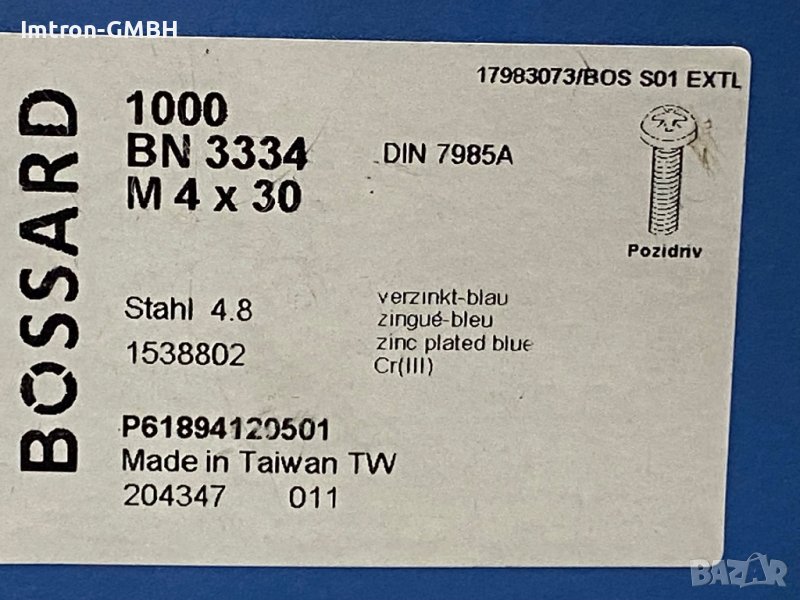 Imtron-GMBH
17983073/BOS S01 EXTL
BOSSARD
1000
BN 3334
DIN 7985A
M 4 x 30
Pozidriv
Stahl 4.8
verzinkt-blau
zingué-bleu
zinc plated blue
Cr(III)
1538802
P61894120501
Made in Taiwan TW
204347 011
BAZAR